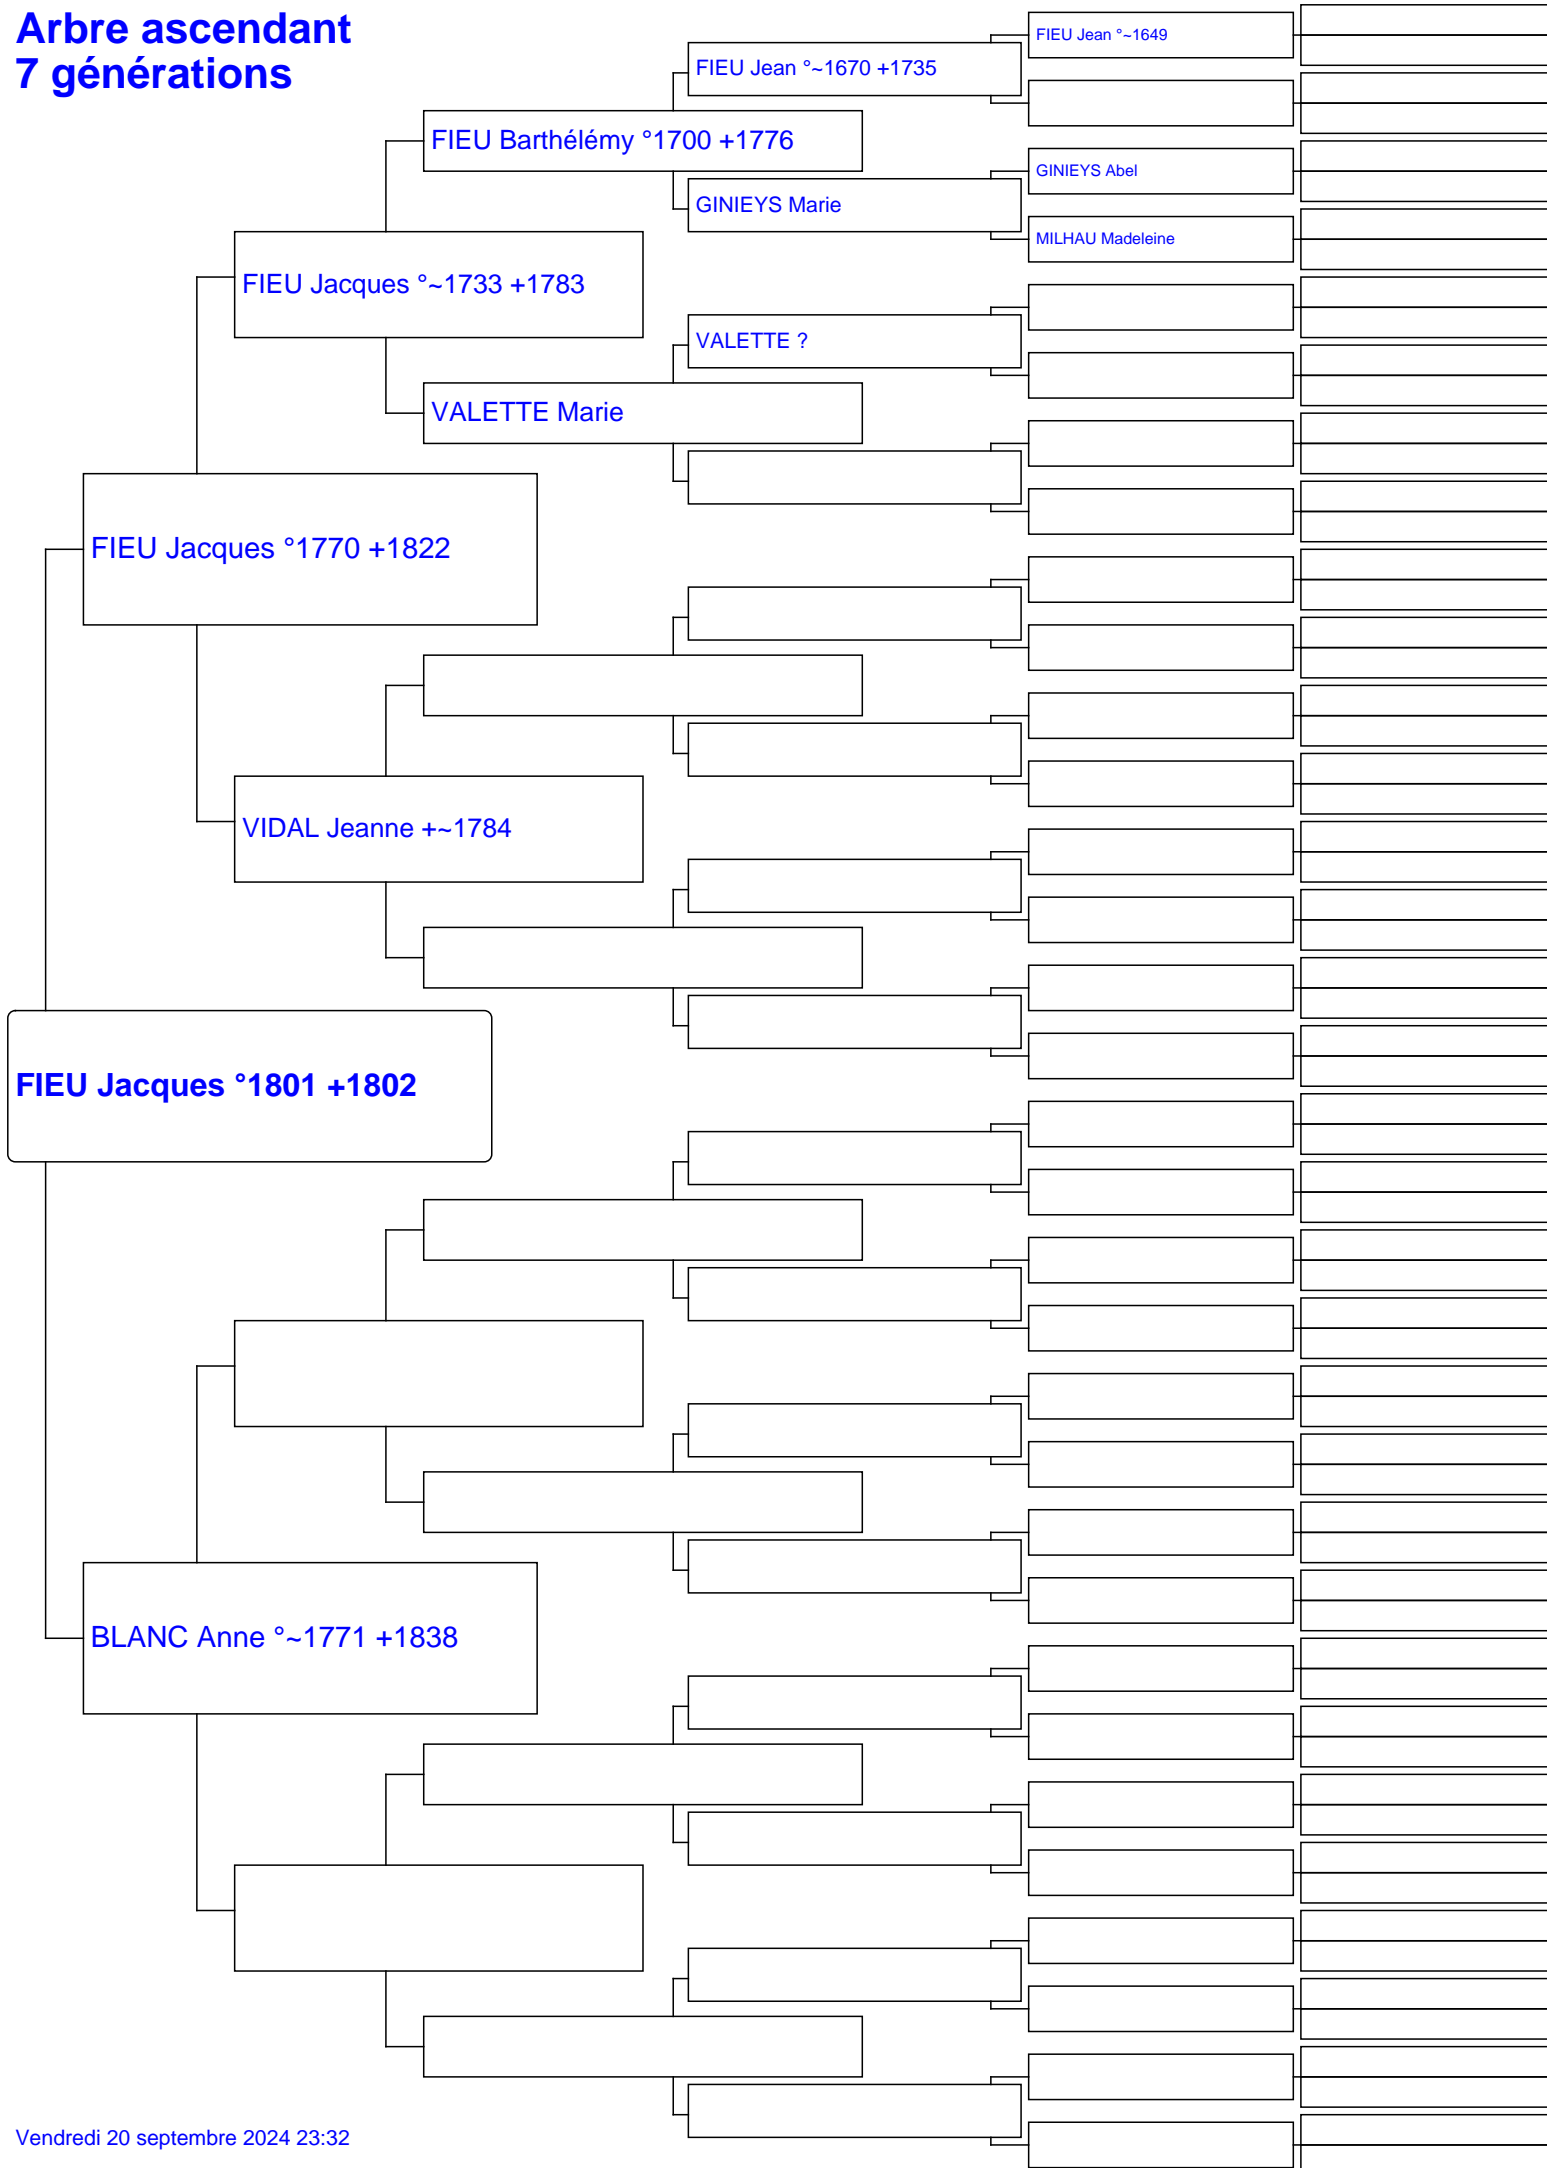 Arbre ascendant
7 générations
FIEU Jean °~1649
FIEU Jean °~1670 +1735
FIEU Barthélémy °1700 +1776
GINIEYS Abel
GINIEYS Marie
MILHAU Madeleine
FIEU Jacques °~1733 +1783
VALETTE ?
VALETTE Marie
FIEU Jacques °1770 +1822
VIDAL Jeanne +~1784
FIEU Jacques °1801 +1802
BLANC Anne °~1771 +1838
Vendredi 20 septembre 2024 23:32